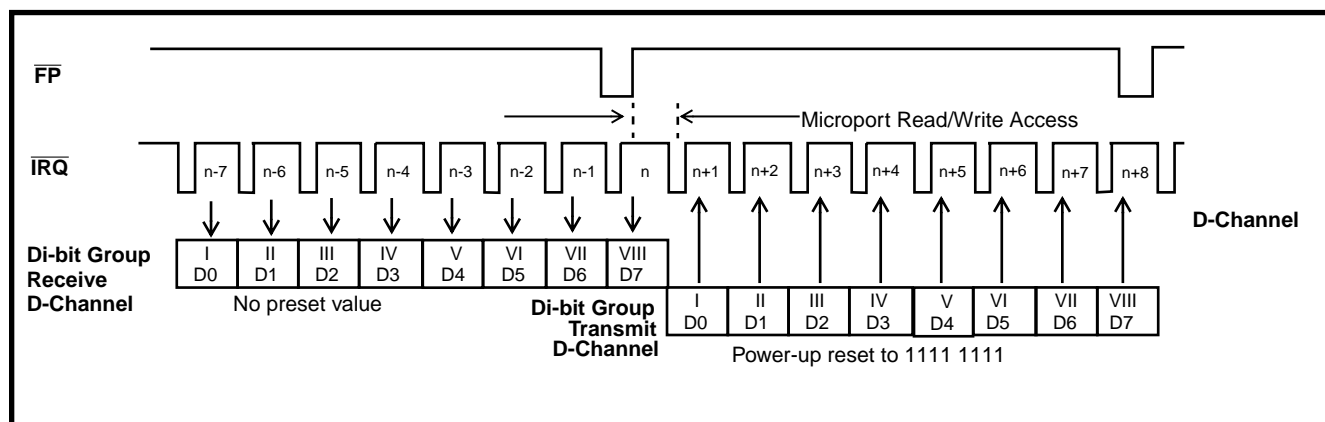 FP
Microport Read/Write Access
IRQ
n-7 n-6 n-5 n-4 n-3 n-2 n-1 n n+1 n+2 n+3 n+4 n+5 n+6 n+7 n+8
D-Channel
Di-bit Group
Receive
D-Channel
I II III IV V VI VII VIII
D0 D1 D2 D3 D4 D5 D6 D7
No preset value
Di-bit Group
Transmit
D-Channel
I II III IV V VI VII VIII
D0 D1 D2 D3 D4 D5 D6 D7
Power-up reset to 1111 1111